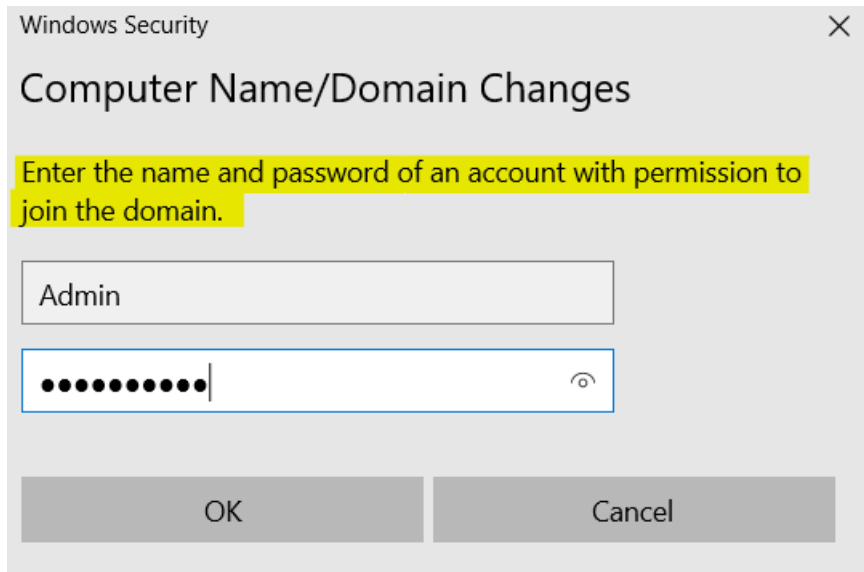 Windows Security
Computer Name/Domain Changes
Enter the name and password of an account with permission to
join the domain.
Admin
●●●●●●●●●●
OK
Cancel